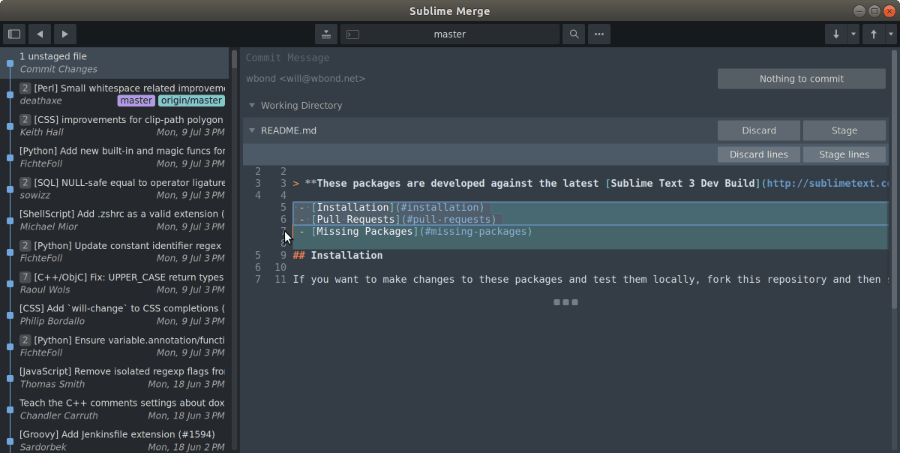 Sublime Merge
master
1 unstaged file
Commit Changes
2 [Perl] Small whitespace related improveme
deathaxe master origin/master
2 [CSS] improvements for clip-path polygon
Keith Hall Mon, 9 Jul 3 PM
[Python] Add new built-in and magic funcs for
FichteFoll Mon, 9 Jul 3 PM
2 [SQL] NULL-safe equal to operator ligature
sowizz Mon, 9 Jul 3 PM
[ShellScript] Add .zshrc as a valid extension (
Michael Mior Mon, 9 Jul 3 PM
2 [Python] Update constant identifier regex
FichteFoll Mon, 9 Jul 3 PM
7 [C++/ObjC] Fix: UPPER_CASE return types
Raoul Wols Mon, 9 Jul 3 PM
[CSS] Add `will-change` to CSS completions (
Philip Bordallo Mon, 9 Jul 3 PM
2 [Python] Ensure variable.annotation/functi
FichteFoll Mon, 9 Jul 3 PM
[JavaScript] Remove isolated regexp flags fro
Thomas Smith Mon, 18 Jun 3 PM
Teach the C++ comments settings about dox
Chandler Carruth Mon, 18 Jun 3 PM
[Groovy] Add Jenkinsfile extension (#1594)
Sardorbek Mon, 18 Jun 2 PM
Commit Message
wbond <will@wbond.net>
Nothing to commit
Working Directory
README.md Discard Stage
Discard lines Stage lines
2 2
3 3 > **These packages are developed against the latest [Sublime Text 3 Dev Build](http://sublimetext.c
4 4
5 - [Installation](#installation)
6 - [Pull Requests](#pull-requests)
7 - [Missing Packages](#missing-packages)
8
5 9 ## Installation
6 10
7 11 If you want to make changes to these packages and test them locally, fork this repository and then